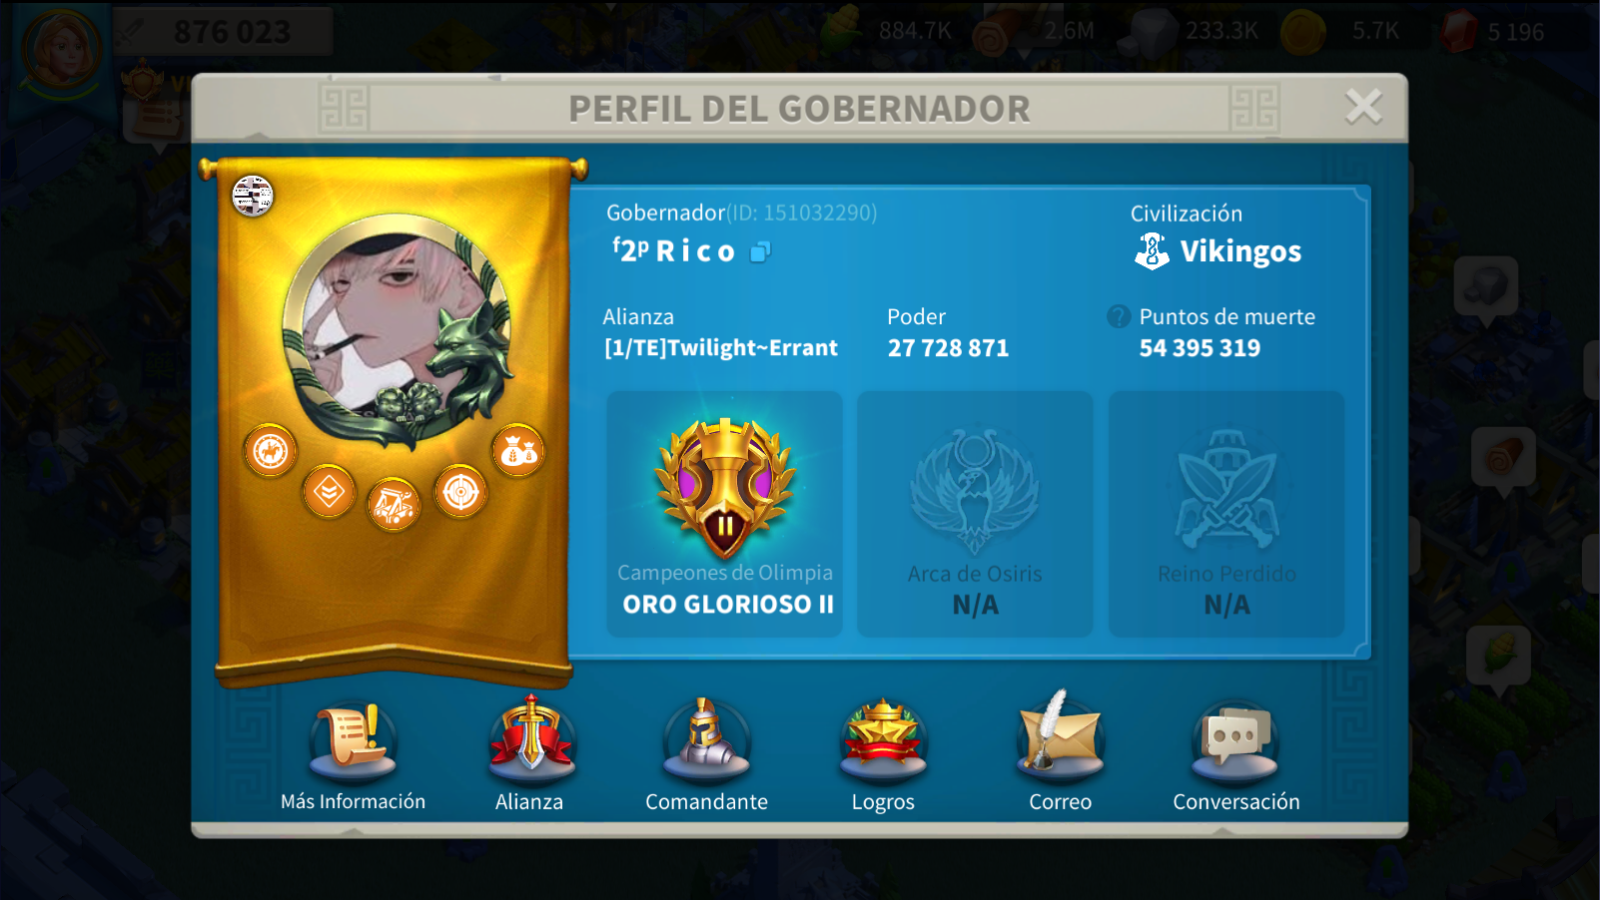 876 023
884.7K
2.6M
233.3K
5.7K
5 196
PERFIL DEL GOBERNADOR
Gobernador(ID: 151032290)
ᶠ2ᵖ R i c o
Civilización
Vikingos
Alianza
[1/TE]Twilight~Errant
Poder
27 728 871
? Puntos de muerte
54 395 319
II
Campeones de Olimpia
ORO GLORIOSO II
Arca de Osiris
N/A
Reino Perdido
N/A
Más Información
Alianza
Comandante
Logros
Correo
Conversación